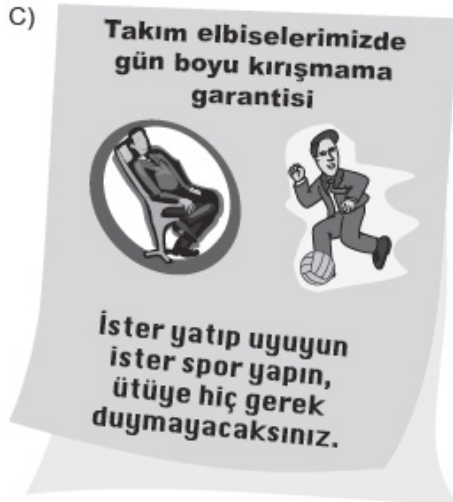 C)
Takım elbiselerimizde
gün boyu kırışmama
garantisi
İster yatıp uyuyun
ister spor yapın,
ütüye hiç gerek
duymayacaksınız.